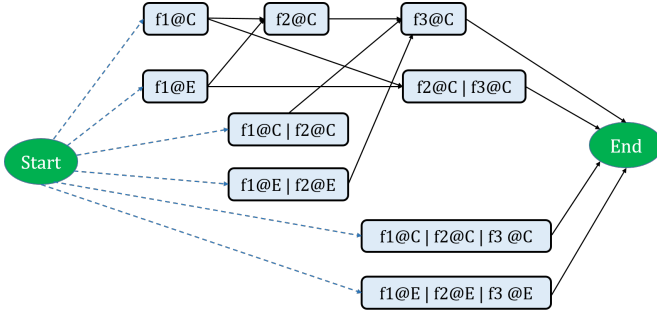 f1@C
f2@C
f3@C
f1@E
f2@C | f3@C
f1@C | f2@C
Start
End
f1@E | f2@E
f1@C | f2@C | f3 @C
f1@E | f2@E | f3 @E